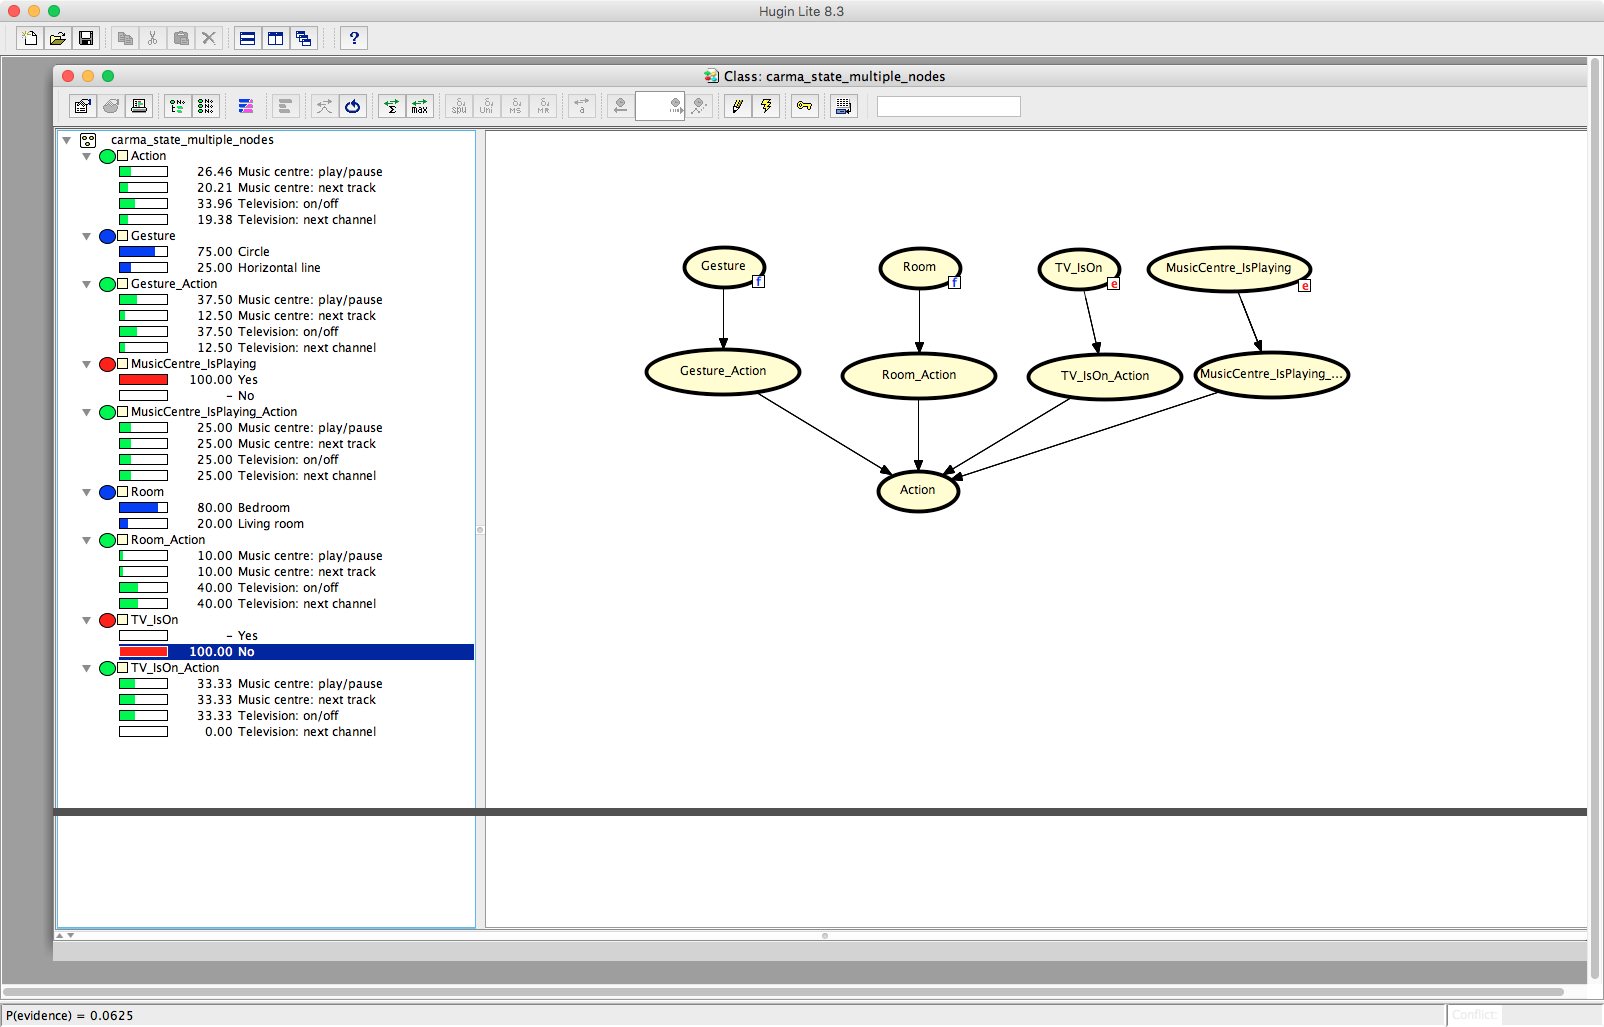 Hugin Lite 8.3
?
Class: carma_state_multiple_nodes
Σ
max
spu
Uni
MS
MR
a
carma_state_multiple_nodes
Action
26.46 Music centre: play/pause
20.21 Music centre: next track
33.96 Television: on/off
19.38 Television: next channel
Gesture
75.00 Circle
25.00 Horizontal line
Gesture_Action
37.50 Music centre: play/pause
12.50 Music centre: next track
37.50 Television: on/off
12.50 Television: next channel
MusicCentre_IsPlaying
100.00 Yes
- No
MusicCentre_IsPlaying_Action
25.00 Music centre: play/pause
25.00 Music centre: next track
25.00 Television: on/off
25.00 Television: next channel
Room
80.00 Bedroom
20.00 Living room
Room_Action
10.00 Music centre: play/pause
10.00 Music centre: next track
40.00 Television: on/off
40.00 Television: next channel
TV_IsOn
- Yes
100.00 No
TV_IsOn_Action
33.33 Music centre: play/pause
33.33 Music centre: next track
33.33 Television: on/off
0.00 Television: next channel
Gesture
f
Room
f
TV_IsOn
e
MusicCentre_IsPlaying
e
Gesture_Action
Room_Action
TV_IsOn_Action
MusicCentre_IsPlaying_...
Action
P(evidence) = 0.0625
Conflict: